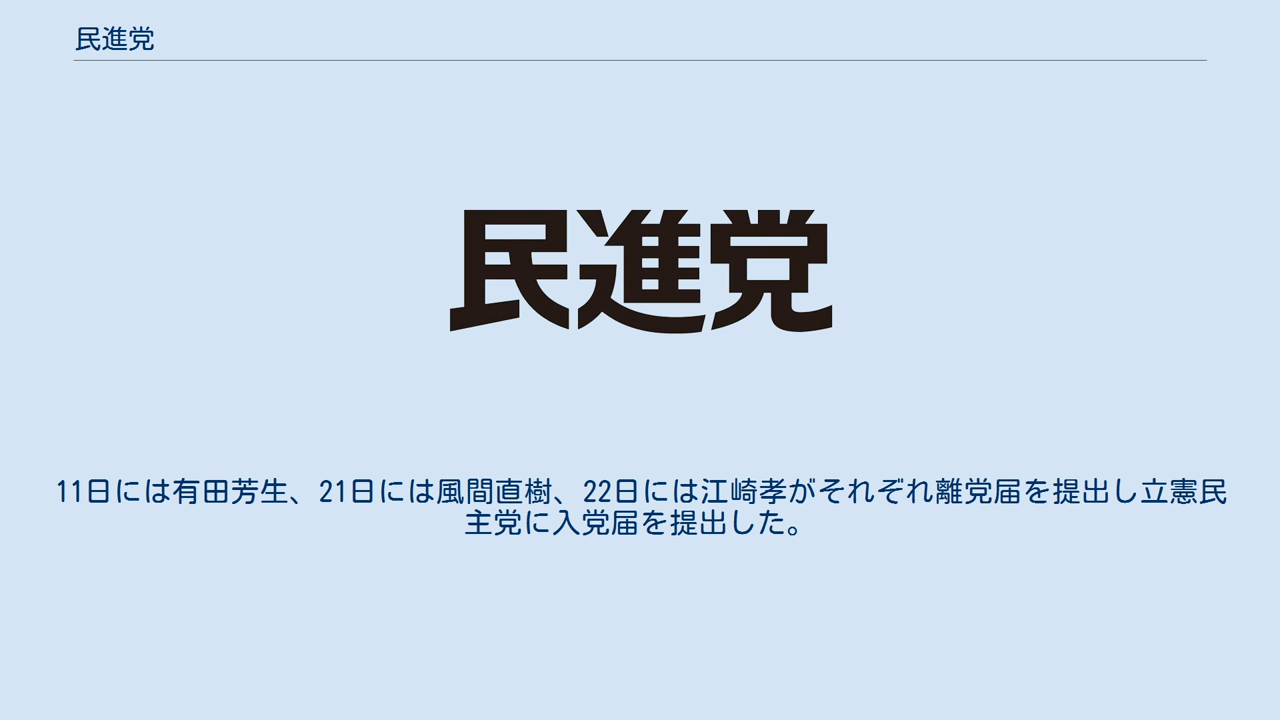 民進党
民進党
11日には有田芳生、21日には風間直樹、22日には江崎孝がそれぞれ離党届を提出し立憲民
主党に入党届を提出した。